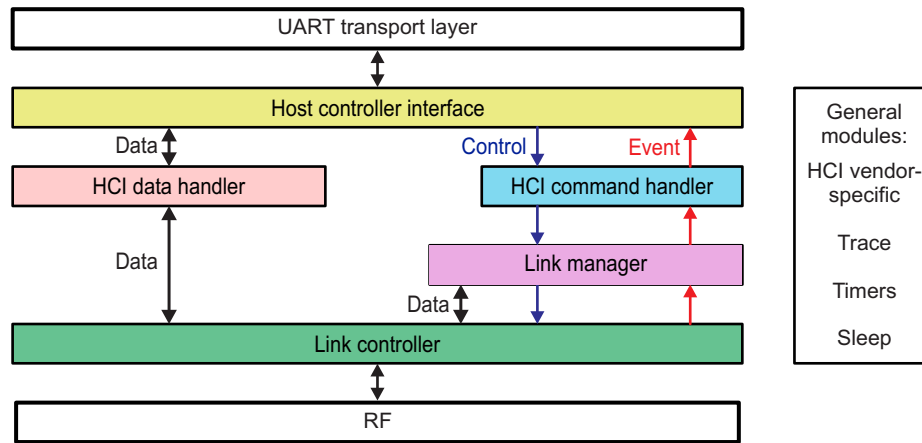 UART transport layer
Host controller interface
Data
Control
Event
HCI data handler
HCI command handler
Data
Link manager
Data
Link controller
RF
General
modules:
HCI vendor-
specific
Trace
Timers
Sleep